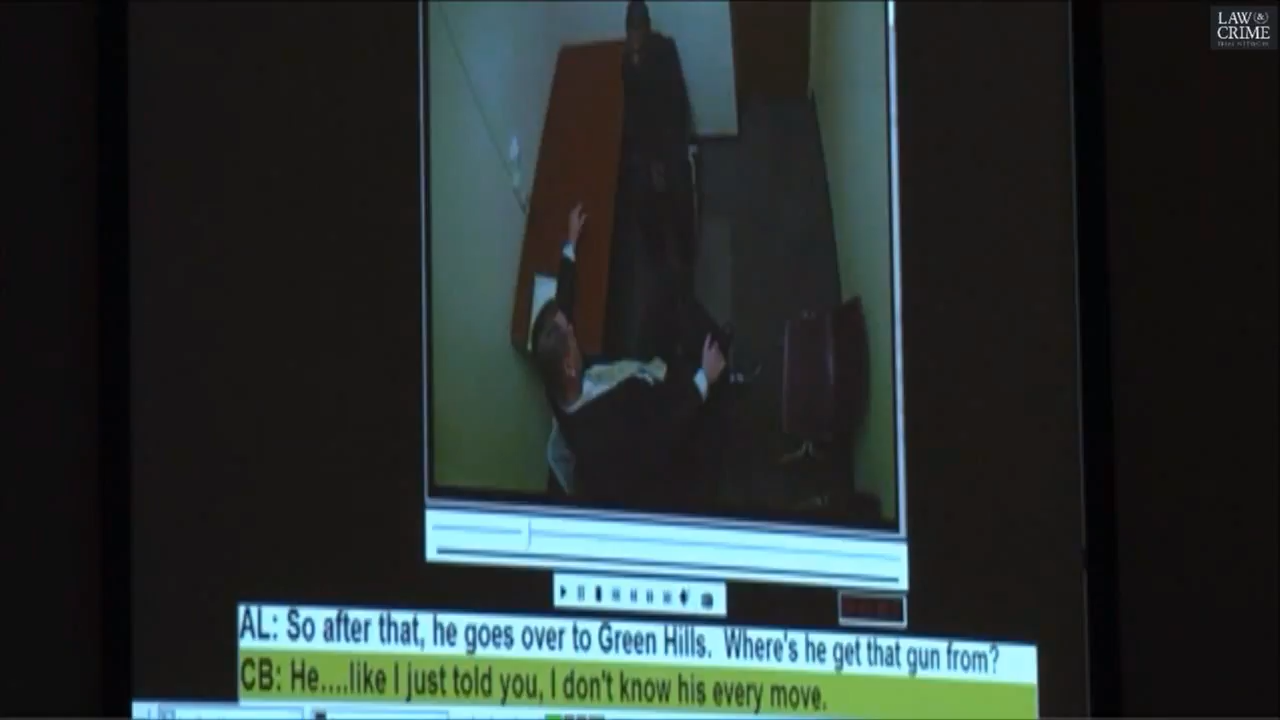 LAW & CRIME
AL: So after that, he goes over to Green Hills. Where's he get that gun from?
CB: He....like I just told you, I don't know his every move.